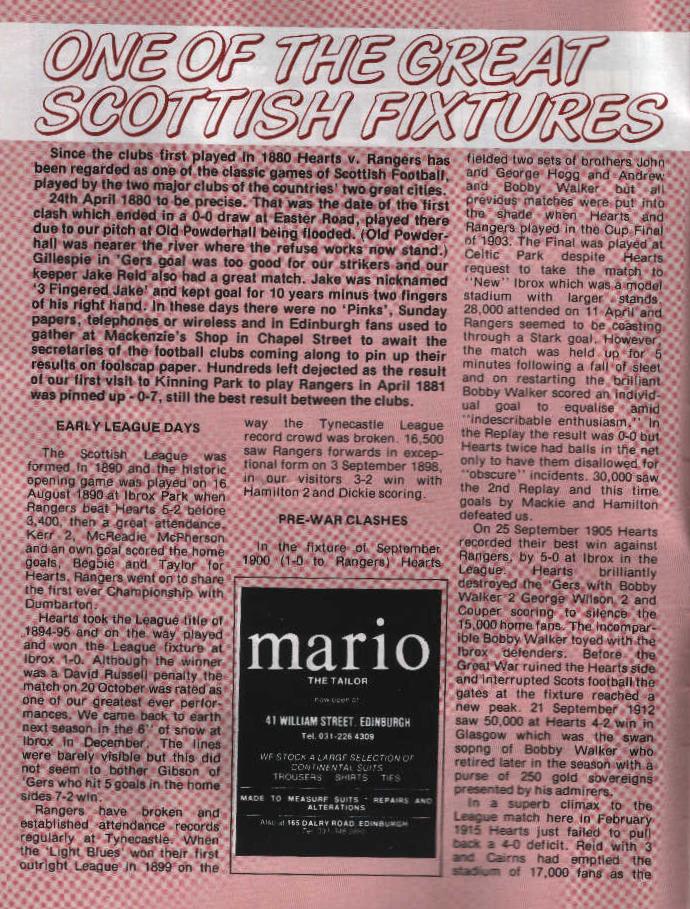 ONE OF THE GREAT
SCOTTISH FIXTURES
Since the clubs first played in 1880 Hearts v. Rangers has
been regarded as one of the classic games of Scottish Football,
played by the two major clubs of the countries' two great cities.
24th April 1880 to be precise. That was the date of the first
clash which ended in a 0-0 draw at Easter Road, played there
due to our pitch at Old Powderhall being flooded. (Old Powder-
hall was nearer the river where the refuse works now stand.)
Gillespie in 'Gers goal was too good for our strikers and our
keeper Jake Reid also had a great match. Jake was nicknamed
'3 Fingered Jake' and kept goal for 10 years minus two fingers
of his right hand. In these days there were no 'Pinks', Sunday
papers, telephones or wireless and in Edinburgh fans used to
gather at Mackenzie's Shop in Chapel Street to await the
secretaries of the football clubs coming along to pin up their
results on foolscap paper. Hundreds left dejected as the result
of our first visit to Kinning Park to play Rangers in April 1881
was pinned up - 0-7, still the best result between the clubs.
EARLY LEAGUE DAYS
The Scottish League was
formed in 1890 and the historic
opening game was played on 16
August 1890 at Ibrox Park when
Rangers beat Hearts 5-2 before
3,400, then a great attendance.
Kerr 2, McReadie McPherson
and an own goal scored the home
goals, Begbie and Taylor for
Hearts. Rangers went on to share
the first ever Championship with
Dumbarton.
Hearts took the League title of
1894-95 and on the way played
and won the League fixture at
Ibrox 1-0. Although the winner
was a David Russell penalty the
match on 20 October was rated as
one of our greatest ever perfor-
mances. We came back to earth
next season in the 6'' of snow at
Ibrox in December. The lines
were barely visible but this did
not seem to bother Gibson of
'Gers who hit 5 goals in the home
sides 7-2 win.
Rangers have broken and
established attendance records
regularly at Tynecastle. When
the 'Light Blues' won their first
outright League in 1899 on the
way the Tynecastle League
record crowd was broken. 16,500
saw Rangers forwards in excep-
tional form on 3 September 1898,
in our visitors 3-2 win with
Hamilton 2 and Dickie scoring.
PRE-WAR CLASHES
In the fixture of September
1900 (1-0 to Rangers) Hearts
mario
THE TAILOR
now open at
41 WILLIAM STREET, EDINBURGH
Tel. 031-226 4309
WE STOCK A LARGE SELECTION OF
CONTINENTAL SUITS
TROUSERS SHIRTS TIES
MADE TO MEASURE SUITS * REPAIRS AND
ALTERATIONS
Also at 165 DALRY ROAD, EDINBURGH
fielded two sets of brothers John
and George Hogg and Andrew
and Bobby Walker but all
previous matches were put into
the shade when Hearts and
Rangers played in the Cup Final
of 1903. The Final was played at
Celtic Park despite Hearts
request to take the match to
''New'' Ibrox which was a model
stadium with larger stands.
28,000 attended on 11 April and
Rangers seemed to be coasting
through a Stark goal. However,
the match was held up for 5
minutes following a fall of sleet
and on restarting the brilliant
Bobby Walker scored an individ-
ual goal to equalise amid
''indescribable enthusiasm.'' In
the Replay the result was 0-0 but
Hearts twice had balls in the net
only to have them disallowed for
''obscure'' incidents. 30,000 saw
the 2nd Replay and this time
goals by Mackie and Hamilton
defeated us.
On 25 September 1905 Hearts
recorded their best win against
Rangers, by 5-0 at Ibrox in the
League. Hearts brilliantly
destroyed the 'Gers with Bobby
Walker 2 George Wilson 2 and
Couper scoring to silence the
15,000 home fans. The incompar-
ible Bobby Walker toyed with the
Ibrox defenders. Before the
Great War ruined the Hearts side
and interrupted Scots football the
gates at the fixture reached a
new peak. 21 September 1912
saw 50,000 at Hearts 4-2 win in
Glasgow which was the swan
sopng of Bobby Walker who
retired later in the season with a
purse of 250 gold sovereigns
presented by his admirers.
In a superb climax to the
League match here in February
1915 Hearts just failed to pull
back a 4-0 deficit. Reid with 3
and Cairns had emptied the
stadium of 17,000 fans as the